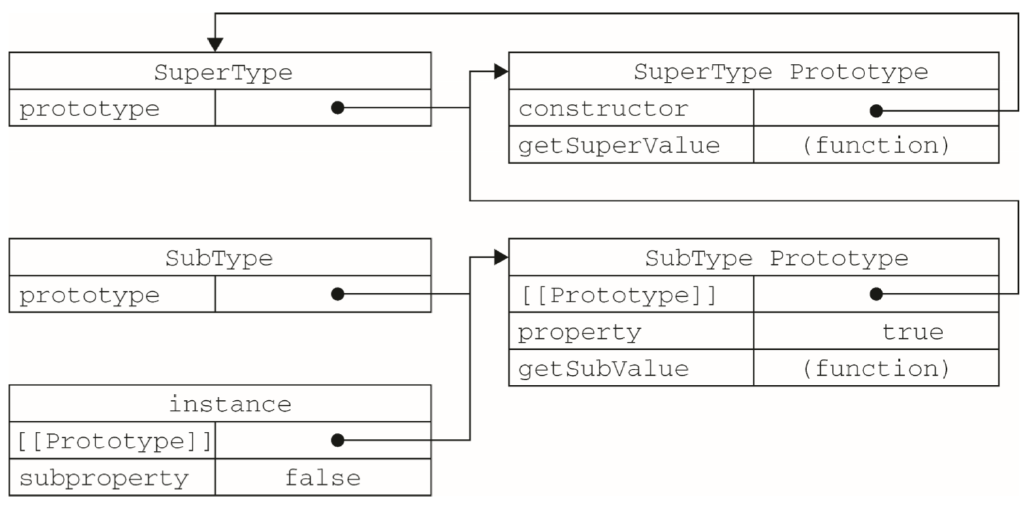 SuperType
prototype
SuperType Prototype
constructor
getSuperValue (function)
SubType
prototype
SubType Prototype
[[Prototype]]
property true
getSubValue (function)
instance
[[Prototype]]
subproperty false